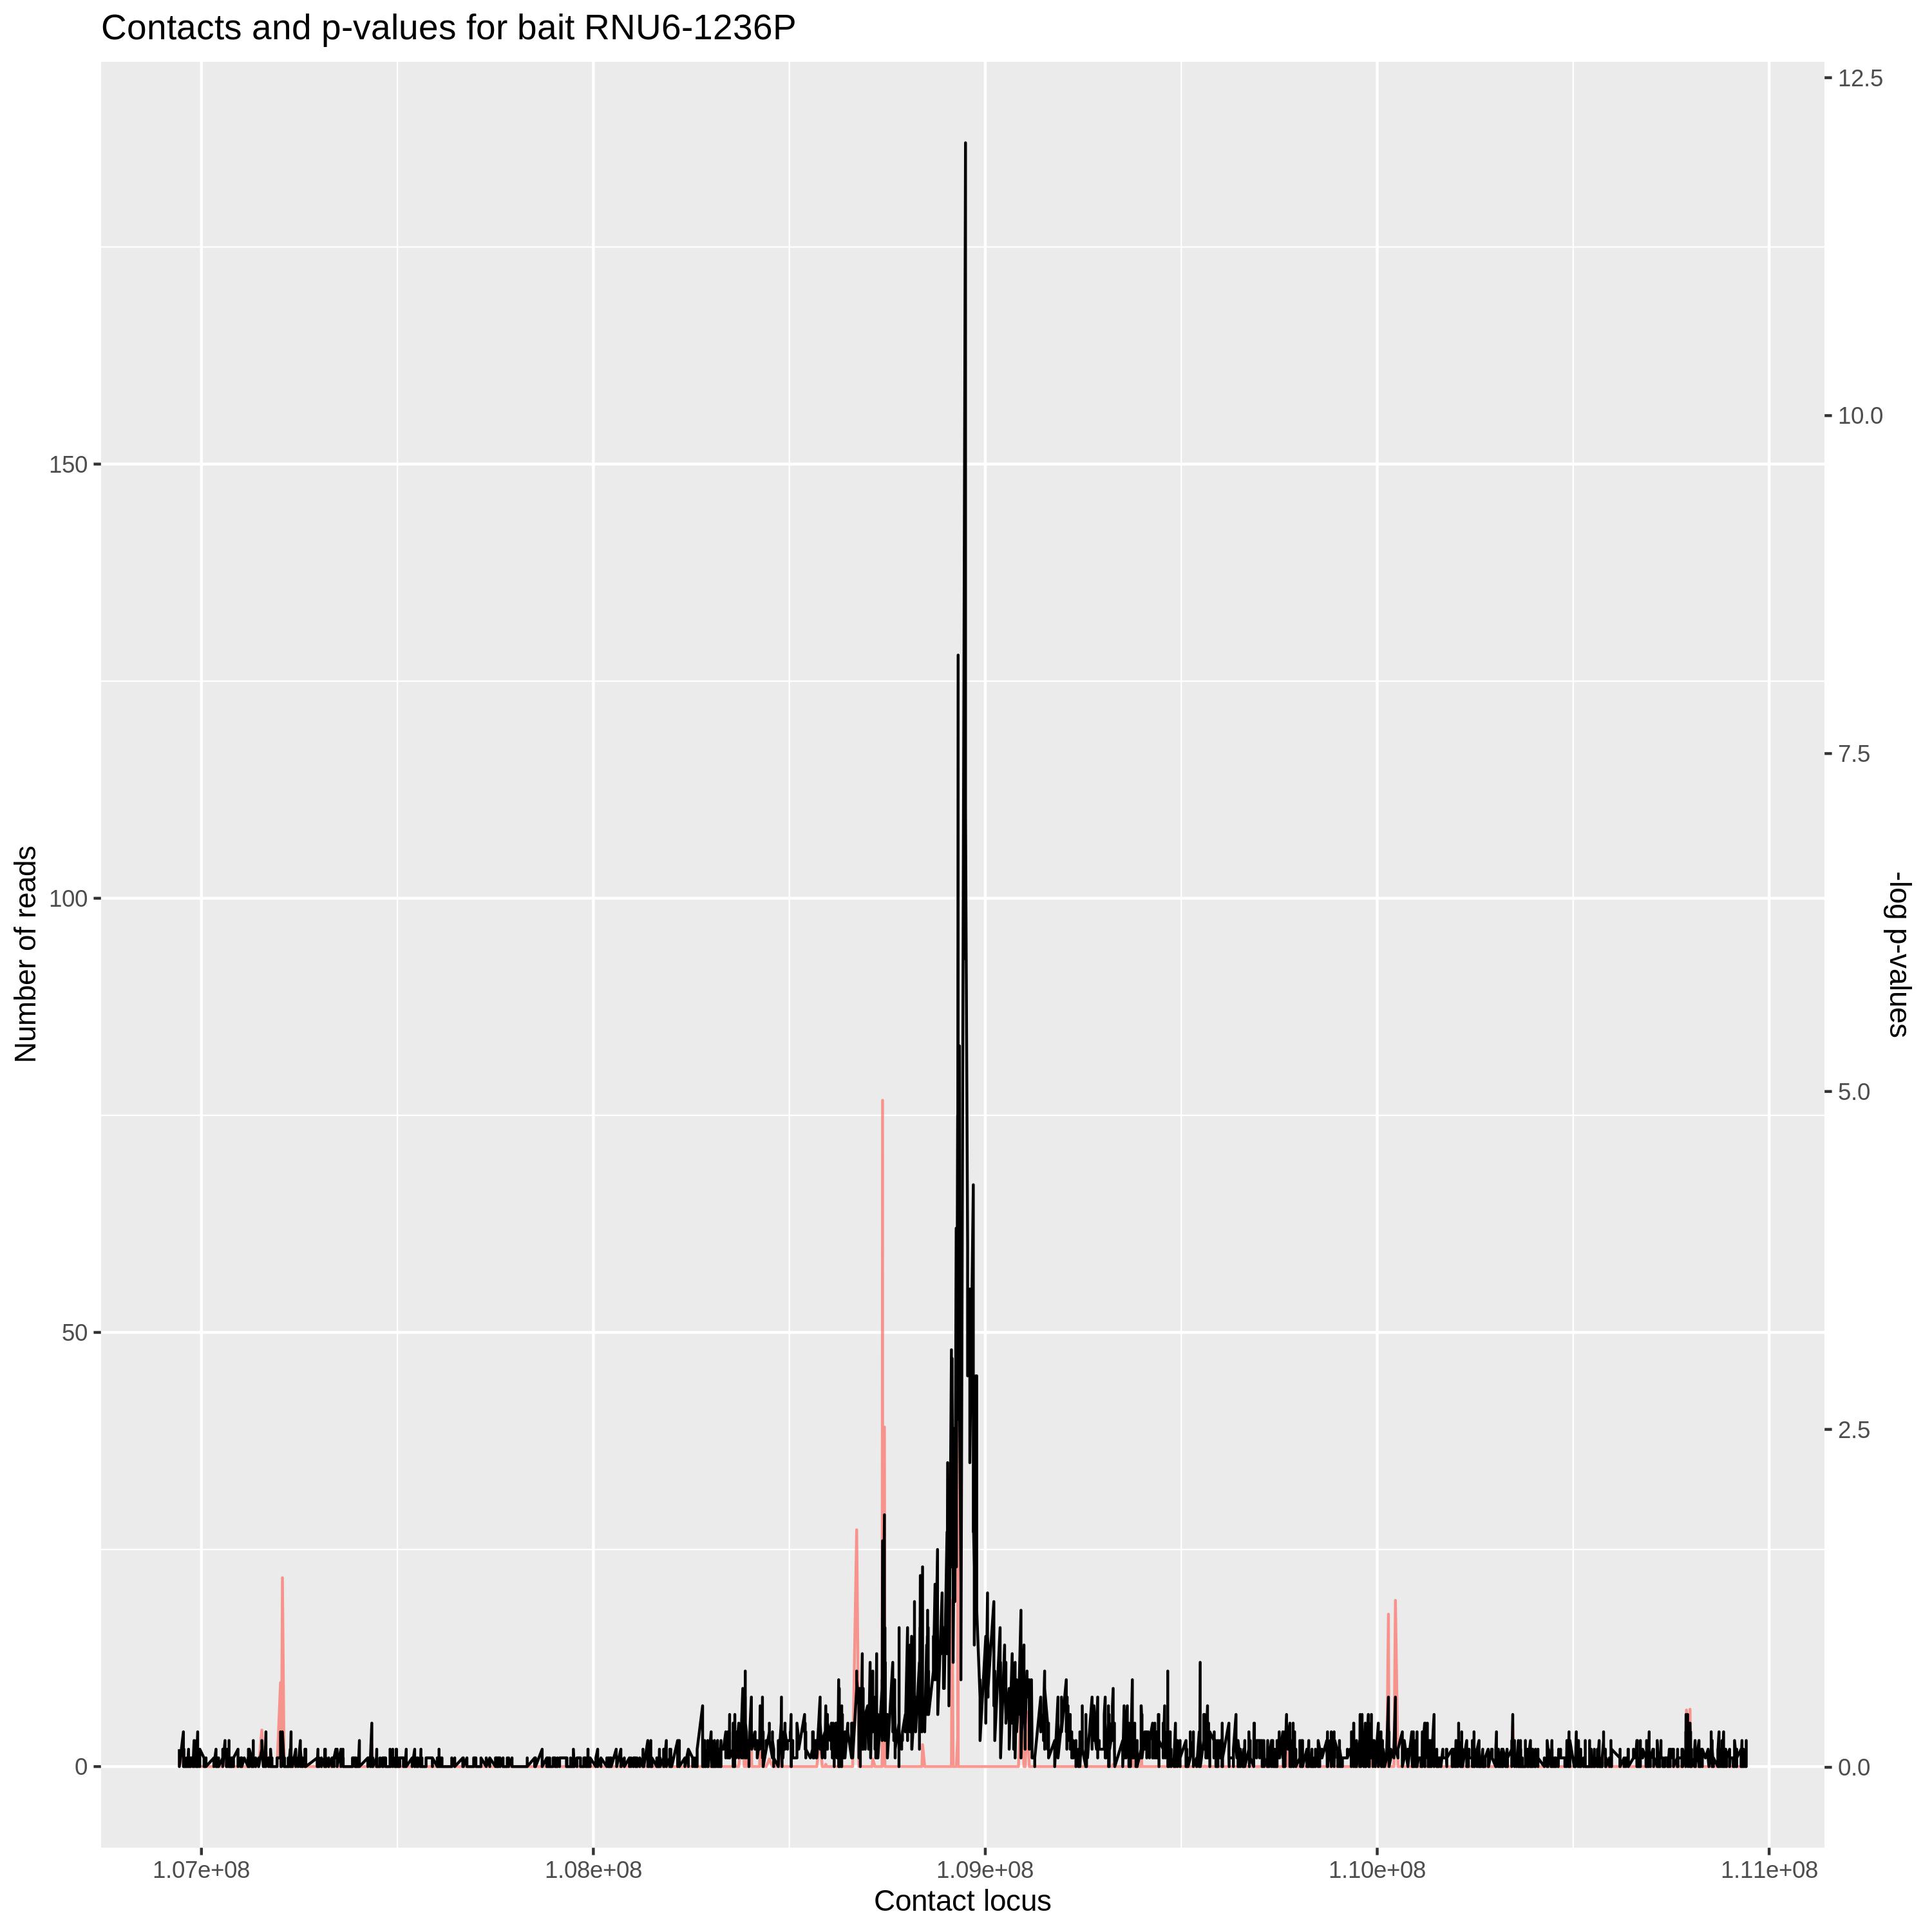 Contacts and p-values for bait RNU6-1236P
12.5
10.0
150
7.5
Number of reads
100
-log p-values
5.0
50
2.5
0
0.0
1.07e+08
1.08e+08
1.09e+08
1.10e+08
1.11e+08
Contact locus